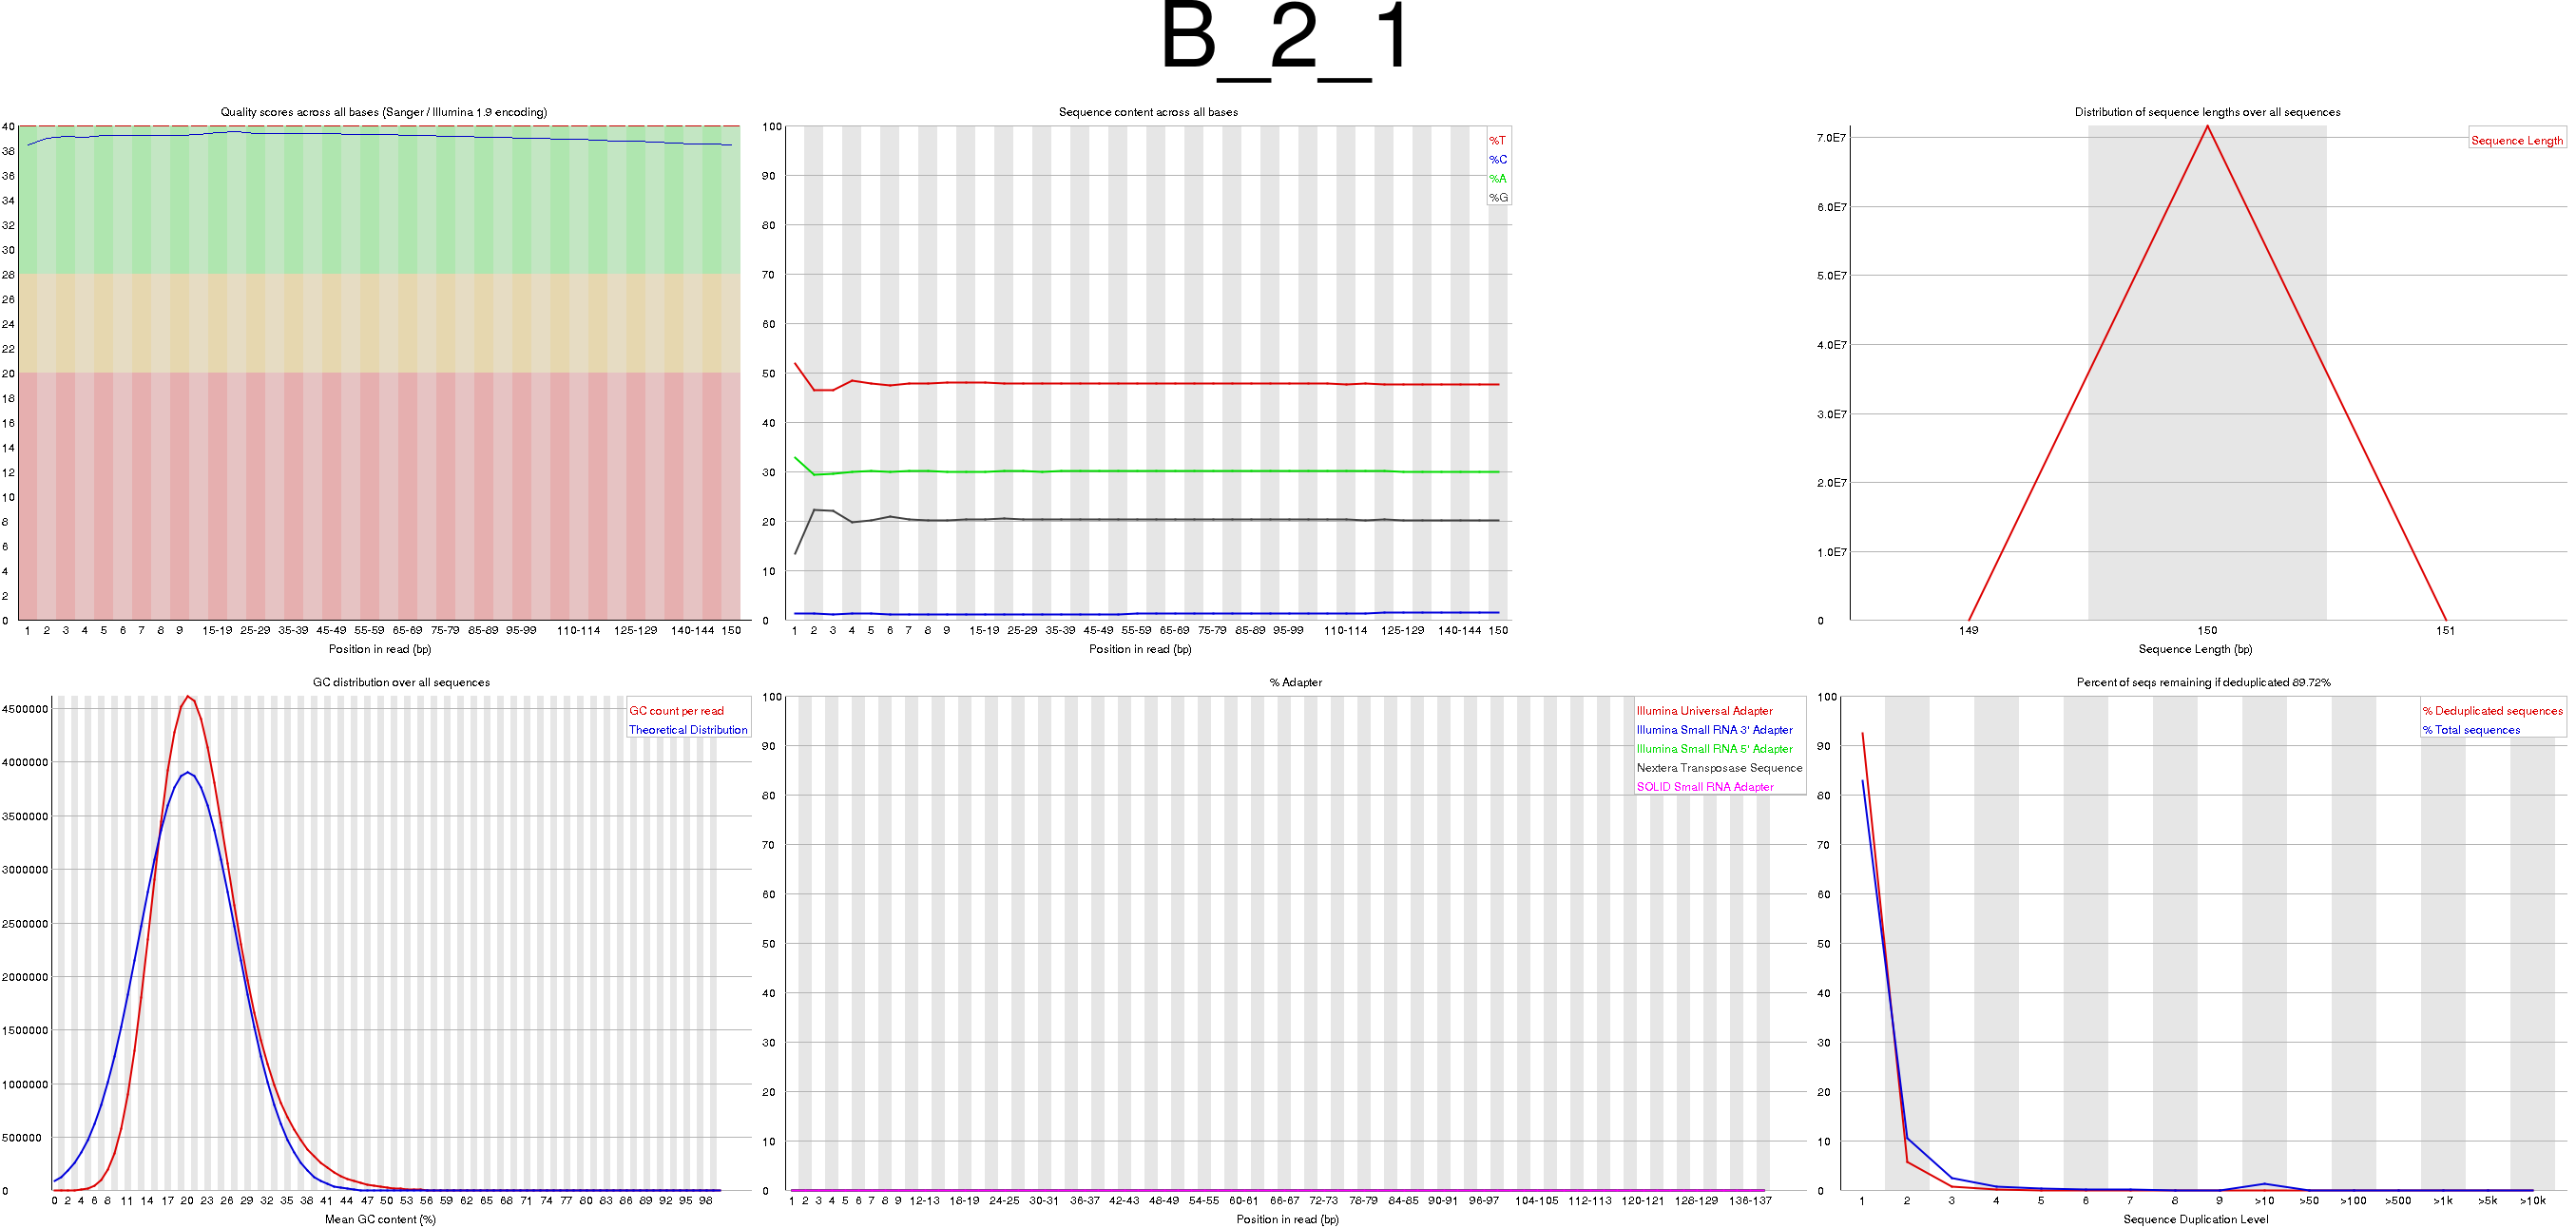 B_2_1
Quality scores across all bases (Sanger / Illumina 1.9 encoding)
40
38
36
34
32
30
28
26
24
22
20
18
16
14
12
10
8
6
4
2
0
1 2 3 4 5 6 7 8 9 15-19 25-29 35-39 45-49 55-59 65-69 75-79 85-89 95-99 110-114 125-129 140-144 150
Position in read (bp)
Sequence content across all bases
%T
%C
%A
%G
100
90
80
70
60
50
40
30
20
10
0
1 2 3 4 5 6 7 8 9 15-19 25-29 35-39 45-49 55-59 65-69 75-79 85-89 95-99 110-114 125-129 140-144 150
Position in read (bp)
Distribution of sequence lengths over all sequences
Sequence Length
7.0E7
6.0E7
5.0E7
4.0E7
3.0E7
2.0E7
1.0E7
0
149 150 151
Sequence Length (bp)
GC distribution over all sequences
GC count per read
Theoretical Distribution
4500000
4000000
3500000
3000000
2500000
2000000
1500000
1000000
500000
0
0 2 4 6 8 11 14 17 20 23 26 29 32 35 38 41 44 47 50 53 56 59 62 65 68 71 74 77 80 83 86 89 92 95 98
Mean GC content (%)
% Adapter
Illumina Universal Adapter
Illumina Small RNA 3' Adapter
Illumina Small RNA 5' Adapter
Nextera Transposase Sequence
SOLID Small RNA Adapter
100
90
80
70
60
50
40
30
20
10
0
1 2 3 4 5 6 7 8 9 12-13 18-19 24-25 30-31 36-37 42-43 48-49 54-55 60-61 66-67 72-73 78-79 84-85 90-91 96-97 104-105 112-113 120-121 128-129 136-137
Position in read (bp)
Percent of seqs remaining if deduplicated 89.72%
% Deduplicated sequences
% Total sequences
100
90
80
70
60
50
40
30
20
10
0
1 2 3 4 5 6 7 8 9 >10 >50 >100 >500 >1k >5k >10k
Sequence Duplication Level